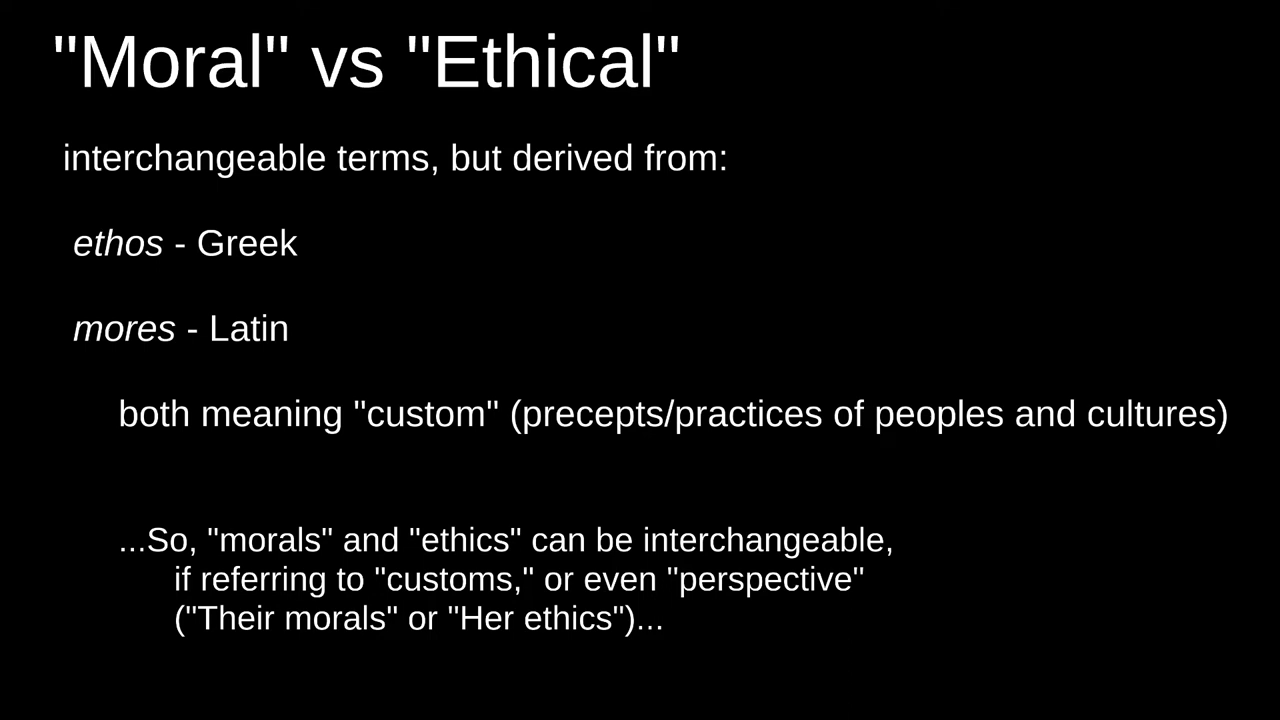 "Moral" vs "Ethical"
interchangeable terms, but derived from:
ethos - Greek
mores - Latin
both meaning "custom" (precepts/practices of peoples and cultures)
...So, "morals" and "ethics" can be interchangeable,
if referring to "customs," or even "perspective"
("Their morals" or "Her ethics")...